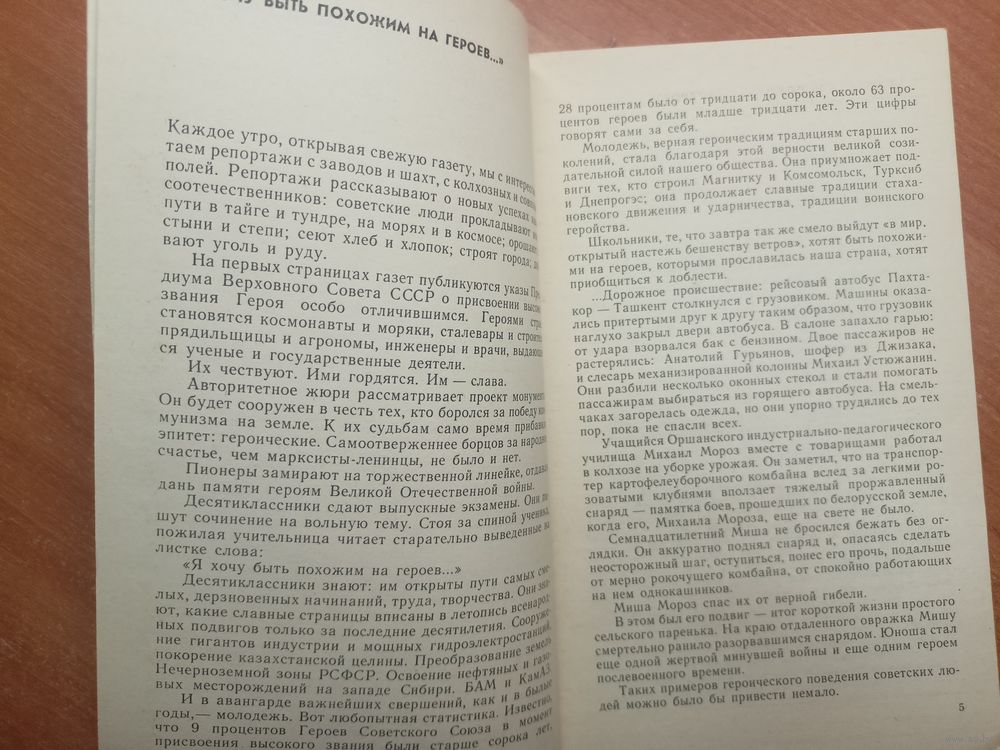 БЫТЬ ПОХОЖИМ НА ГЕРОЕВ...»
Каждое утро, открывая свежую газету, мы с интерес
таем репортажи с заводов и шахт, с колхозных и совхоз
полей. Репортажи рассказывают о новых успехах
соотечественников: советские люди прокладывают
пути в тайге и тундре, на морях и в космосе; орошают
стыни и степи; сеют хлеб и хлопок; строят города;
вают уголь и руду.
На первых страницах газет публикуются указы Пре
диума Верховного Совета СССР о присвоении высок
звания Героя особо отличившимся. Героями стра
становятся космонавты и моряки, сталевары и строите
прядильщицы и агрономы, инженеры и врачи, выдающи
ся ученые и государственные деятели.
Их чествуют. Ими гордятся. Им — слава.
Авторитетное жюри рассматривает проект монумента
Он будет сооружен в честь тех, кто боролся за победу ком
мунизма на земле. К их судьбам само время прибавил
эпитет: героические. Самоотверженнее борцов за народн
счастье, чем марксисты-ленинцы, не было и нет.
Пионеры замирают на торжественной линейке, отдавая
дань памяти героям Великой Отечественной войны.
Десятиклассники сдают выпускные экзамены. Они пи
шут сочинение на вольную тему. Стоя за спиной ученика,
пожилая учительница читает старательно выведенные на
листке слова:
«Я хочу быть похожим на героев...»
Десятиклассники знают: им открыты пути самых сме-
лых, дерзновенных начинаний, труда, творчества. Они зна-
ют, какие славные страницы вписаны в летопись всенарод-
ных подвигов только за последние десятилетия. Сооруже-
ние гигантов индустрии и мощных гидроэлектростанций,
покорение казахстанской целины. Преобразование земель
Нечерноземной зоны РСФСР. Освоение нефтяных и газо-
вых месторождений на западе Сибири. БАМ и КамАЗ.
И в авангарде важнейших свершений, как и в былые
годы,— молодежь. Вот любопытная статистика. Известно,
что 9 процентов Героев Советского Союза в момент
присвоения высокого звания были старше сорока лет,
28 процентам было от тридцати до сорока, около 63 про-
центов героев были младше тридцати лет. Эти цифры
говорят сами за себя.
Молодежь, верная героическим традициям старших по-
колений, стала благодаря этой верности великой сози-
дательной силой нашего общества. Она приумножает под-
виги тех, кто строил Магнитку и Комсомольск, Турксиб
и Днепрогэс; она продолжает славные традиции стаха-
новского движения и ударничества, традиции воинского
геройства.
Школьники, те, что завтра так же смело выйдут «в мир,
открытый настежь бешенству ветров», хотят быть похожи-
ми на героев, которыми прославилась наша страна, хотят
приобщиться к доблести.
...Дорожное происшествие: рейсовый автобус Пахта-
кор — Ташкент столкнулся с грузовиком. Машины оказа-
лись притертыми друг к другу таким образом, что грузовик
наглухо закрыл двери автобуса. В салоне запахло гарью:
от удара взорвался бак с бензином. Двое пассажиров не
растерялись: Анатолий Гурьянов, шофер из Джизака,
и слесарь механизированной колонны Михаил Устюжанин.
Они разбили несколько оконных стекол и стали помогать
пассажирам выбираться из горящего автобуса. На смель-
чаках загорелась одежда, но они упорно трудились до тех
пор, пока не спасли всех.
Учащийся Оршанского индустриально-педагогического
училища Михаил Мороз вместе с товарищами работал
в колхозе на уборке урожая. Он заметил, что на транспор-
тер картофелеуборочного комбайна вслед за легкими ро-
зоватыми клубнями вползает тяжелый проржавленный
снаряд — памятка боев, прошедших по белорусской земле,
когда его, Михаила Мороза, еще на свете не было.
Семнадцатилетний Миша не бросился бежать без ог-
лядки. Он аккуратно поднял снаряд и, опасаясь сделать
неосторожный шаг, оступиться, понес его прочь, подальше
от мерно рокочущего комбайна, от спокойно работающих
на нем однокашников.
Миша Мороз спас их от верной гибели.
В этом был его подвиг — итог короткой жизни простого
сельского паренька. На краю отдаленного овражка Мишу
смертельно ранило разорвавшимся снарядом. Юноша стал
еще одной жертвой минувшей войны и еще одним героем
послевоенного времени.
Таких примеров героического поведения советских лю-
дей можно было бы привести немало.
5